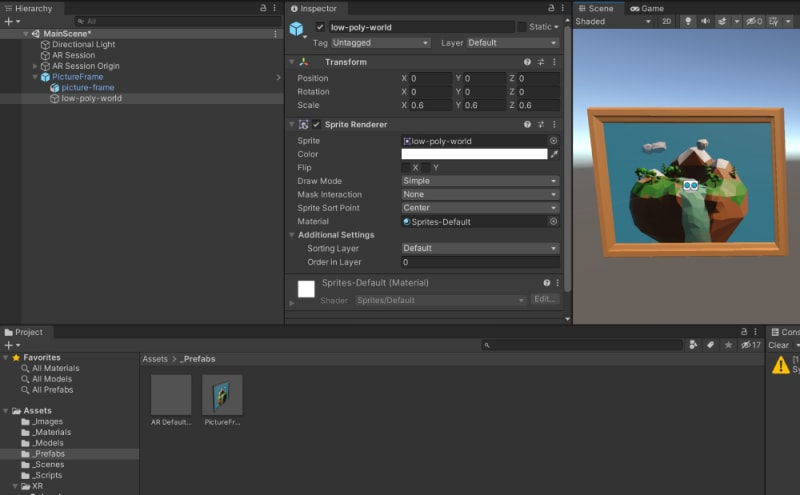 Hierarchy
All
MainScene*
Directional Light
AR Session
AR Session Origin
PictureFrame
picture-frame
low-poly-world
Inspector
low-poly-world
Static
Tag Untagged Layer Default
Transform
Position X 0 Y 0 Z 0
Rotation X 0 Y 0 Z 0
Scale X 0.6 Y 0.6 Z 0.6
Sprite Renderer
Sprite low-poly-world
Color
Flip X Y
Draw Mode Simple
Mask Interaction None
Sprite Sort Point Center
Material Sprites-Default
Additional Settings
Sorting Layer Default
Order in Layer 0
Sprites-Default (Material)
Shader Sprites/Default Edit...
Scene Game
Shaded 2D 0
Project
17
Favorites
All Materials
All Models
All Prefabs
Assets
_Images
_Materials
_Models
_Prefabs
_Scenes
_Scripts
XR
Assets > _Prefabs
AR Default...
PictureFr...
Cons
Clear